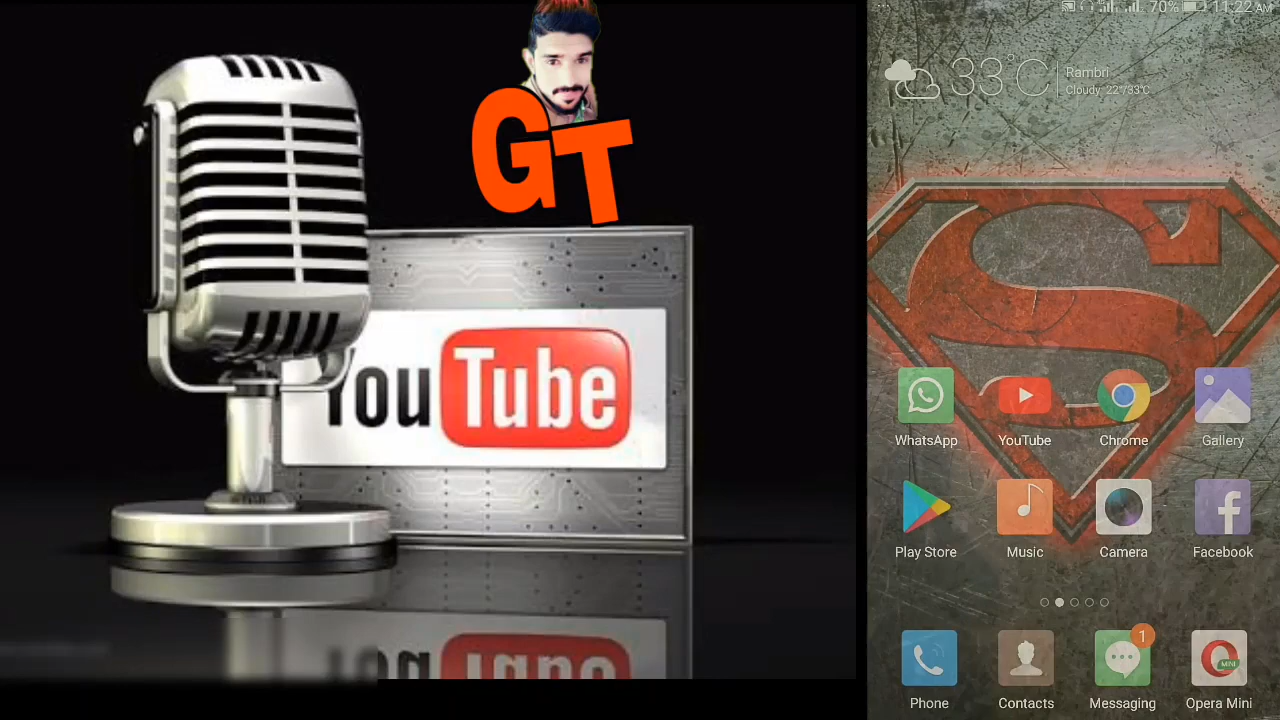 GT
YouTube
70% 11:22 AM
33°C
Rambri
Cloudy 22°/33°C
WhatsApp YouTube Chrome Gallery
Play Store Music Camera Facebook
1
MINI
Phone Contacts Messaging Opera Mini